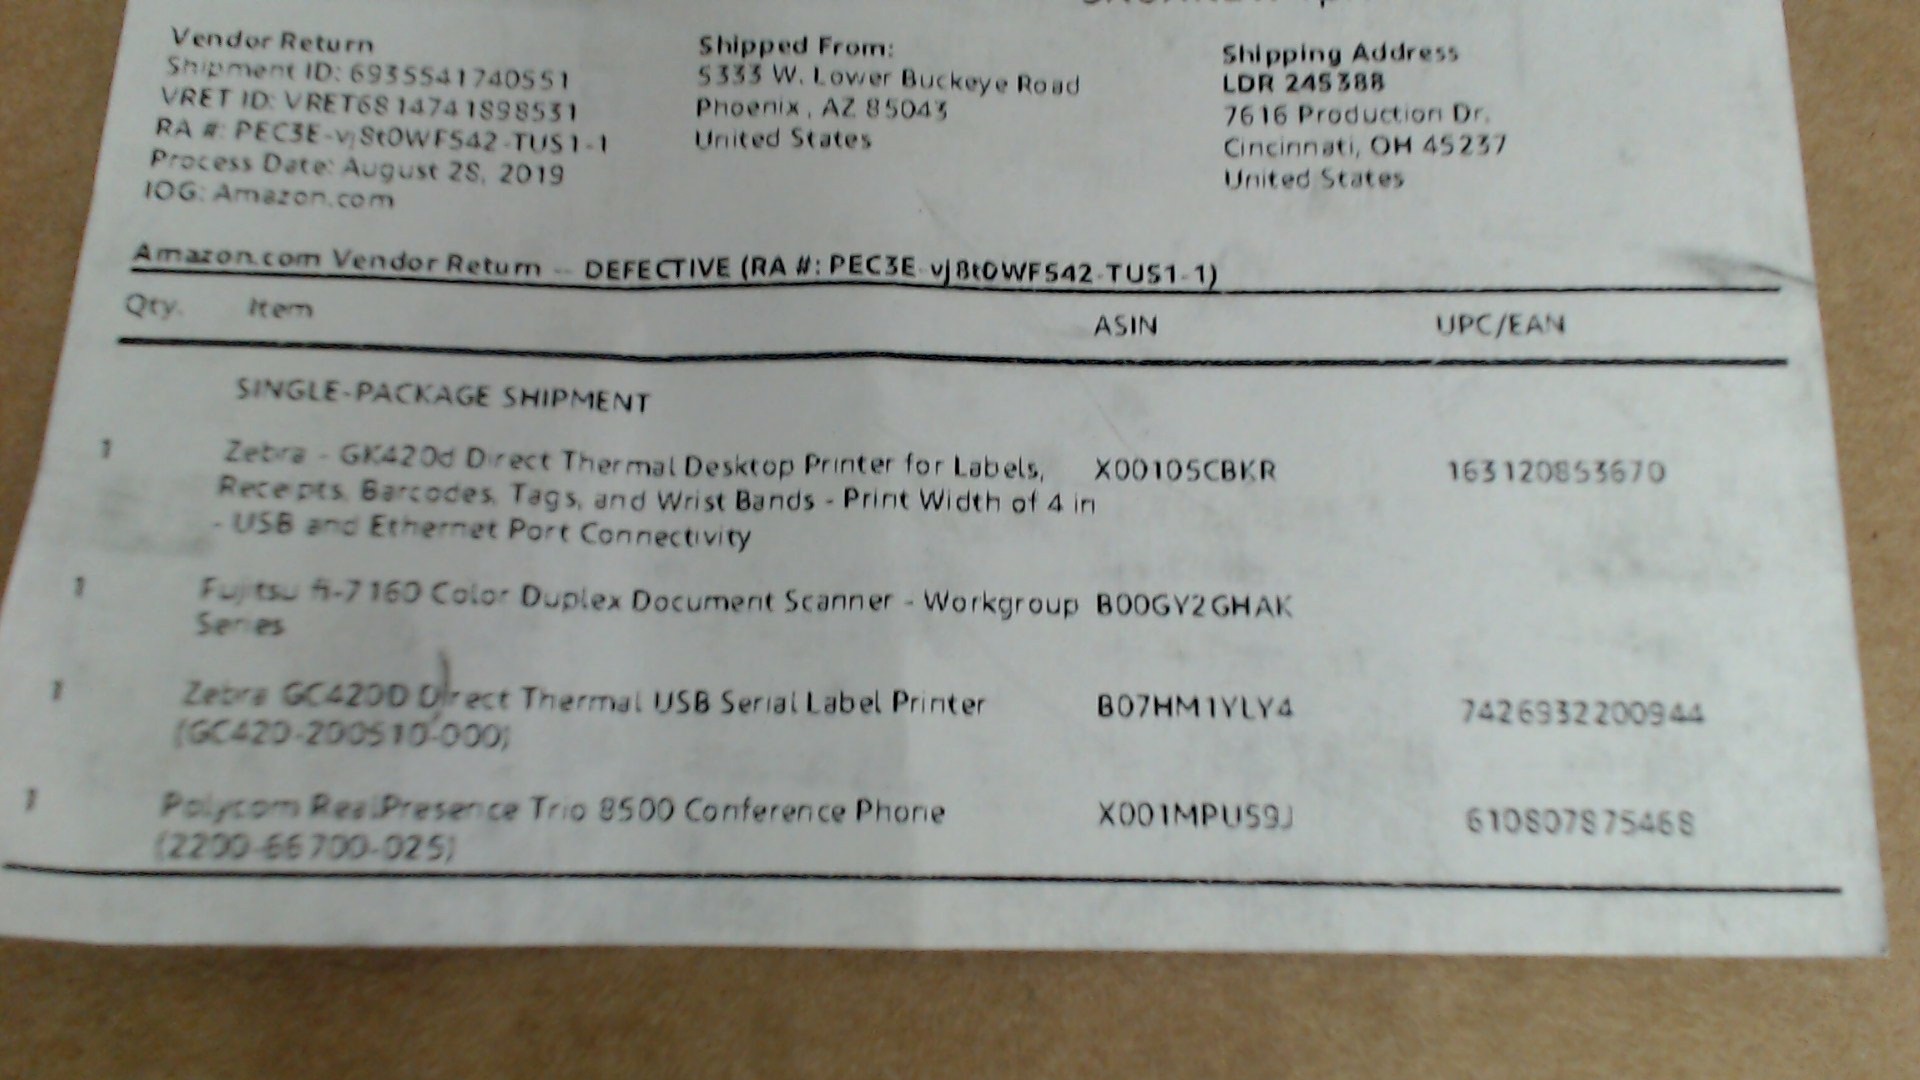 Vendor Return
Shipment ID: 6935541740551
VRET ID: VRET6814741898531
RA #: PEC3E-vj8t0WFS42-TUS1-1
Process Date: August 28, 2019
IOG: Amazon.com
Shipped From:
5333 W. Lower Buckeye Road
Phoenix, AZ 85043
United States
Shipping Address
LDR 245388
7616 Production Dr.
Cincinnati, OH 45237
United States
Amazon.com Vendor Return -- DEFECTIVE (RA #: PEC3E-vj8t0WFS42-TUS1-1)
Qty. Item ASIN UPC/EAN
SINGLE-PACKAGE SHIPMENT
1 Zebra - GK420d Direct Thermal Desktop Printer for Labels, X00105CBKR 163120853670
Receipts, Barcodes, Tags, and Wrist Bands - Print Width of 4 in
- USB and Ethernet Port Connectivity
1 Fujitsu fi-7160 Color Duplex Document Scanner - Workgroup B00GY2GHAK
Series
1 Zebra GC420D Direct Thermal USB Serial Label Printer B07HM1YLY4 7426932200944
(GC420-200510-000)
1 Polycom RealPresence Trio 8500 Conference Phone X001MPUS9J 610807875468
(2200-66700-025)